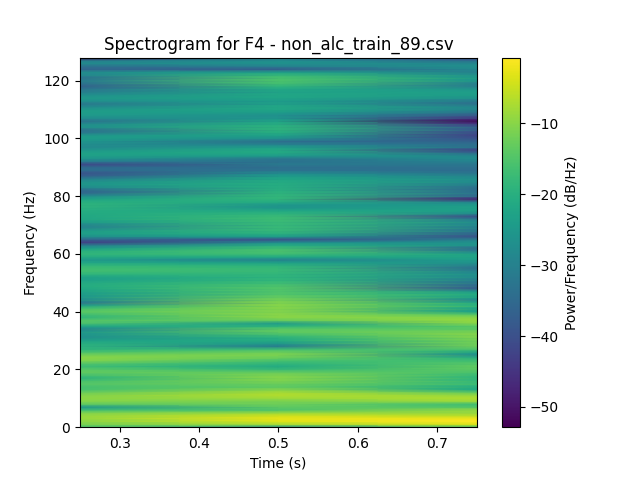 Spectrogram for F4 - non_alc_train_89.csv
120
100
80
60
40
20
0
Frequency (Hz)
0.3 0.4 0.5 0.6 0.7
Time (s)
−10
−20
−30
−40
−50
Power/Frequency (dB/Hz)